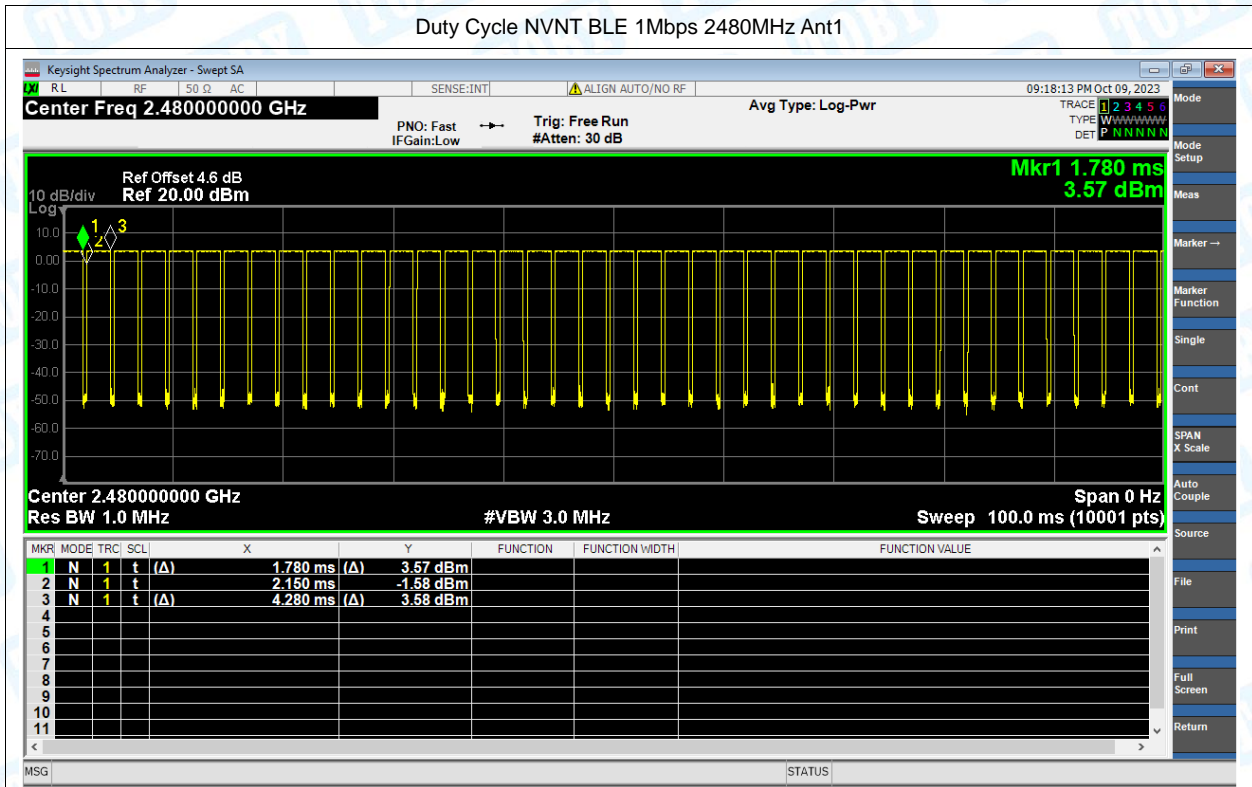 Duty Cycle NVNT BLE 1Mbps 2480MHz Ant1
Keysight Spectrum Analyzer - Swept SA
LXI RL RF 50 Ω AC SENSE:INT ALIGN AUTO/NO RF 09:18:13 PM Oct 09, 2023
Center Freq 2.480000000 GHz
PNO: Fast
IFGain:Low
Trig: Free Run
#Atten: 30 dB
Avg Type: Log-Pwr
TRACE 1 2 3 4 5 6
TYPE WWWWWWW
DET P N N N N N
Mkr1 1.780 ms
3.57 dBm
Ref Offset 4.6 dB
10 dB/div Ref 20.00 dBm
Log
1
2
3
10.0
0.00
-10.0
-20.0
-30.0
-40.0
-50.0
-60.0
-70.0
Center 2.480000000 GHz Span 0 Hz
Res BW 1.0 MHz #VBW 3.0 MHz Sweep 100.0 ms (10001 pts)
MKR MODE TRC SCL X Y FUNCTION FUNCTION WIDTH FUNCTION VALUE
1 N 1 t (Δ) 1.780 ms (Δ) 3.57 dBm
2 N 1 t 2.150 ms -1.58 dBm
3 N 1 t (Δ) 4.280 ms (Δ) 3.58 dBm
4
5
6
7
8
9
10
11
MSG STATUS
Mode
Mode
Setup
Meas
Marker →
Marker
Function
Single
Cont
SPAN
X Scale
Auto
Couple
Source
File
Print
Full
Screen
Return
TOBY